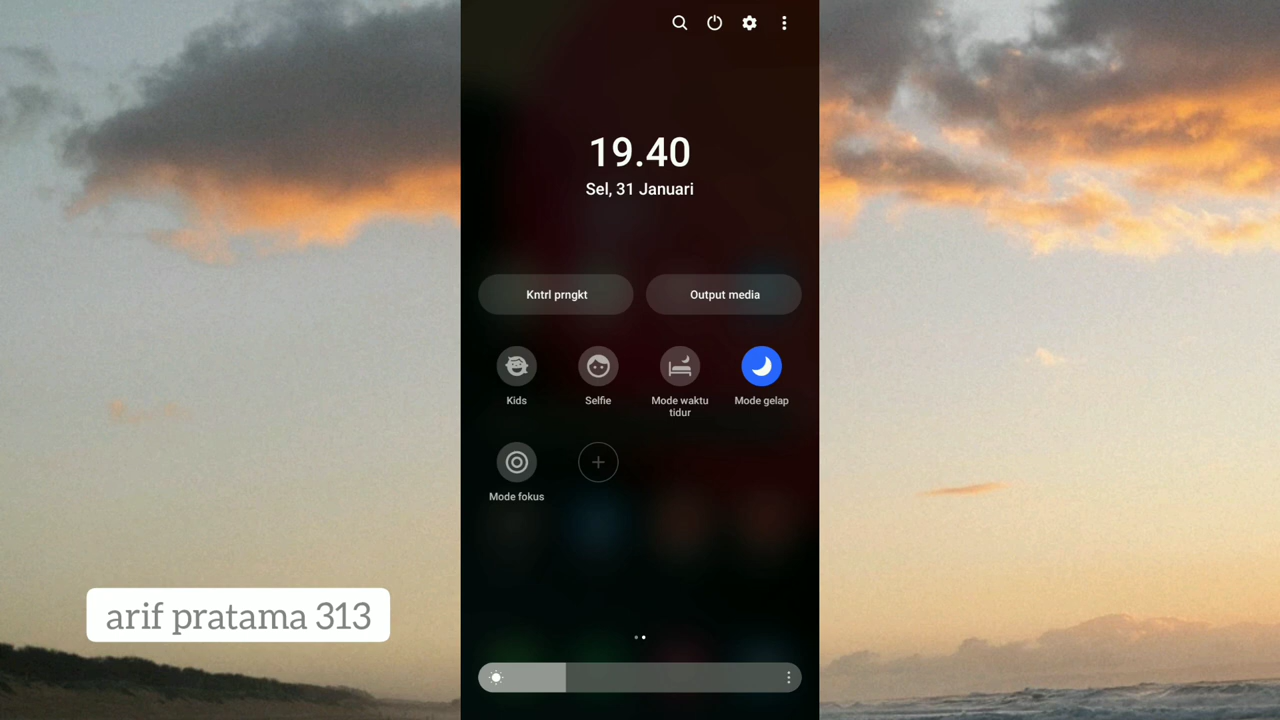 19.40
Sel, 31 Januari
Kntrl prngkt
Output media
Kids
Selfie
Mode waktu
tidur
Mode gelap
Mode fokus
arif pratama 313